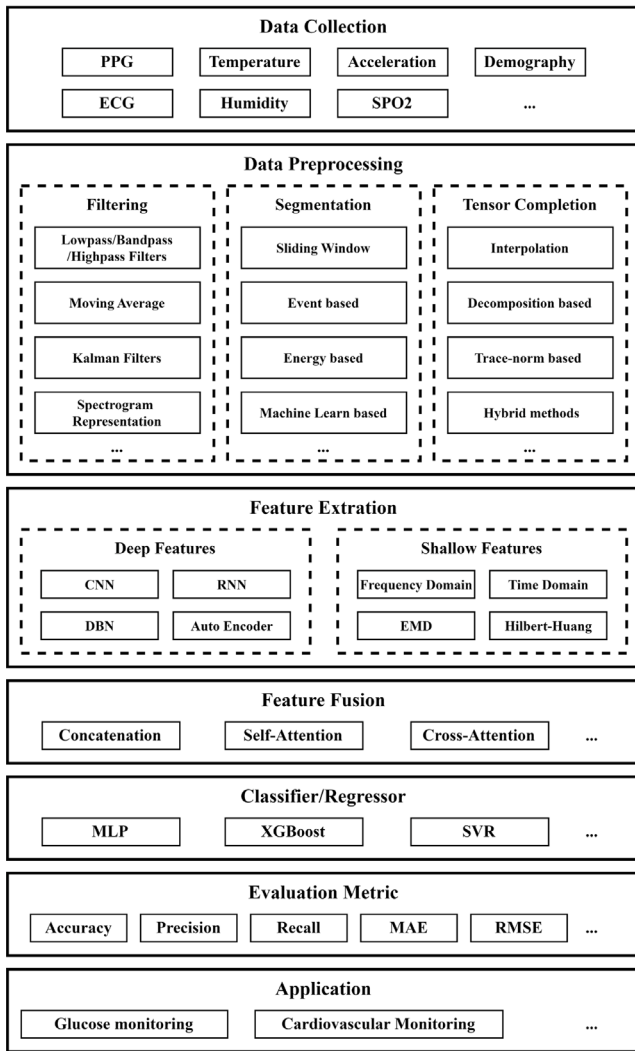 Data Collection
PPG
Temperature
Acceleration
Demography
ECG
Humidity
SPO2
...
Data Preprocessing
Filtering
Lowpass/Bandpass
/Highpass Filters
Moving Average
Kalman Filters
Spectrogram
Representation
...
Segmentation
Sliding Window
Event based
Energy based
Machine Learn based
...
Tensor Completion
Interpolation
Decomposition based
Trace-norm based
Hybrid methods
...
Feature Extration
Deep Features
CNN
RNN
DBN
Auto Encoder
Shallow Features
Frequency Domain
Time Domain
EMD
Hilbert-Huang
Feature Fusion
Concatenation
Self-Attention
Cross-Attention
...
Classifier/Regressor
MLP
XGBoost
SVR
...
Evaluation Metric
Accuracy
Precision
Recall
MAE
RMSE
...
Application
Glucose monitoring
Cardiovascular Monitoring
...